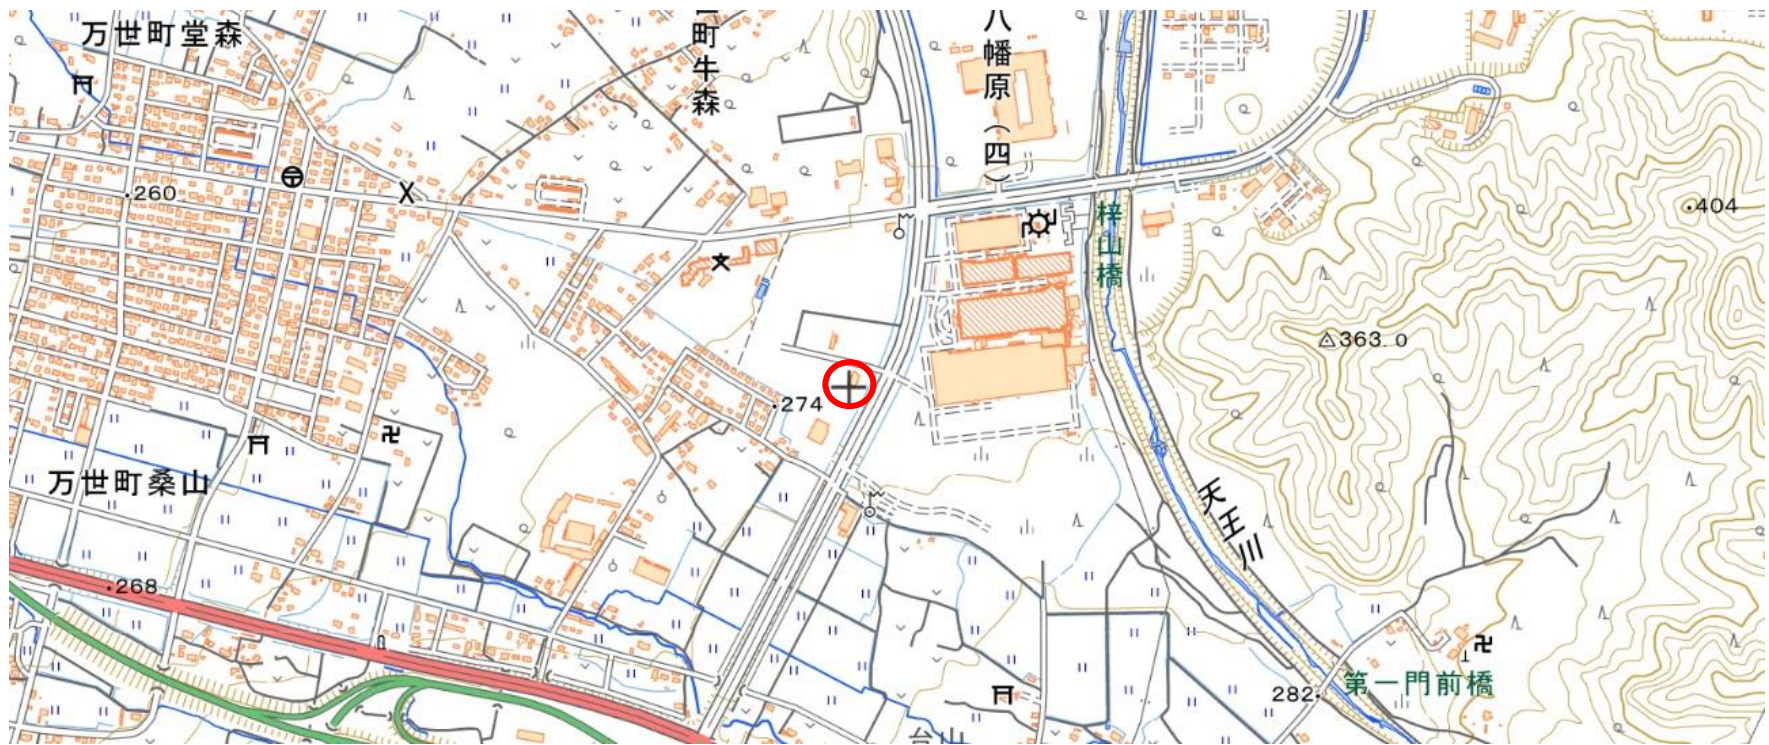 万世町堂森
町牛森
八幡原(四)
260
404
梓山橋
363.0
274
万世町桑山
天王川
268
第一門前橋
282
台山